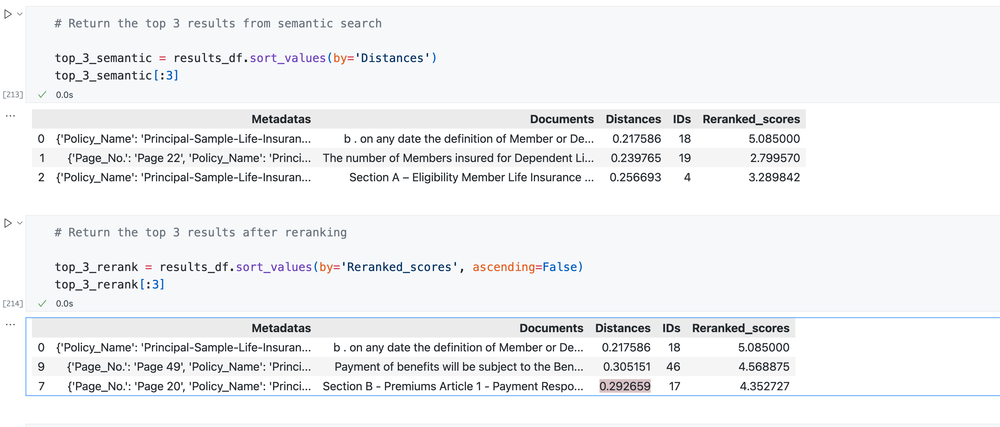 # Return the top 3 results from semantic search
top_3_semantic = results_df.sort_values(by='Distances')
top_3_semantic[:3]
[213] ✓ 0.0s
...
Metadatas Documents Distances IDs Reranked_scores
0 {'Policy_Name': 'Principal-Sample-Life-Insuran... b . on any date the definition of Member or De... 0.217586 18 5.085000
1 {'Page_No.': 'Page 22', 'Policy_Name': 'Princi... The number of Members insured for Dependent Li... 0.239765 19 2.799570
2 {'Policy_Name': 'Principal-Sample-Life-Insuran... Section A – Eligibility Member Life Insurance ... 0.256693 4 3.289842
# Return the top 3 results after reranking
top_3_rerank = results_df.sort_values(by='Reranked_scores', ascending=False)
top_3_rerank[:3]
[214] ✓ 0.0s
...
Metadatas Documents Distances IDs Reranked_scores
0 {'Policy_Name': 'Principal-Sample-Life-Insuran... b . on any date the definition of Member or De... 0.217586 18 5.085000
9 {'Page_No.': 'Page 49', 'Policy_Name': 'Princi... Payment of benefits will be subject to the Ben... 0.305151 46 4.568875
7 {'Page_No.': 'Page 20', 'Policy_Name': 'Princi... Section B - Premiums Article 1 - Payment Respo... 0.292659 17 4.352727